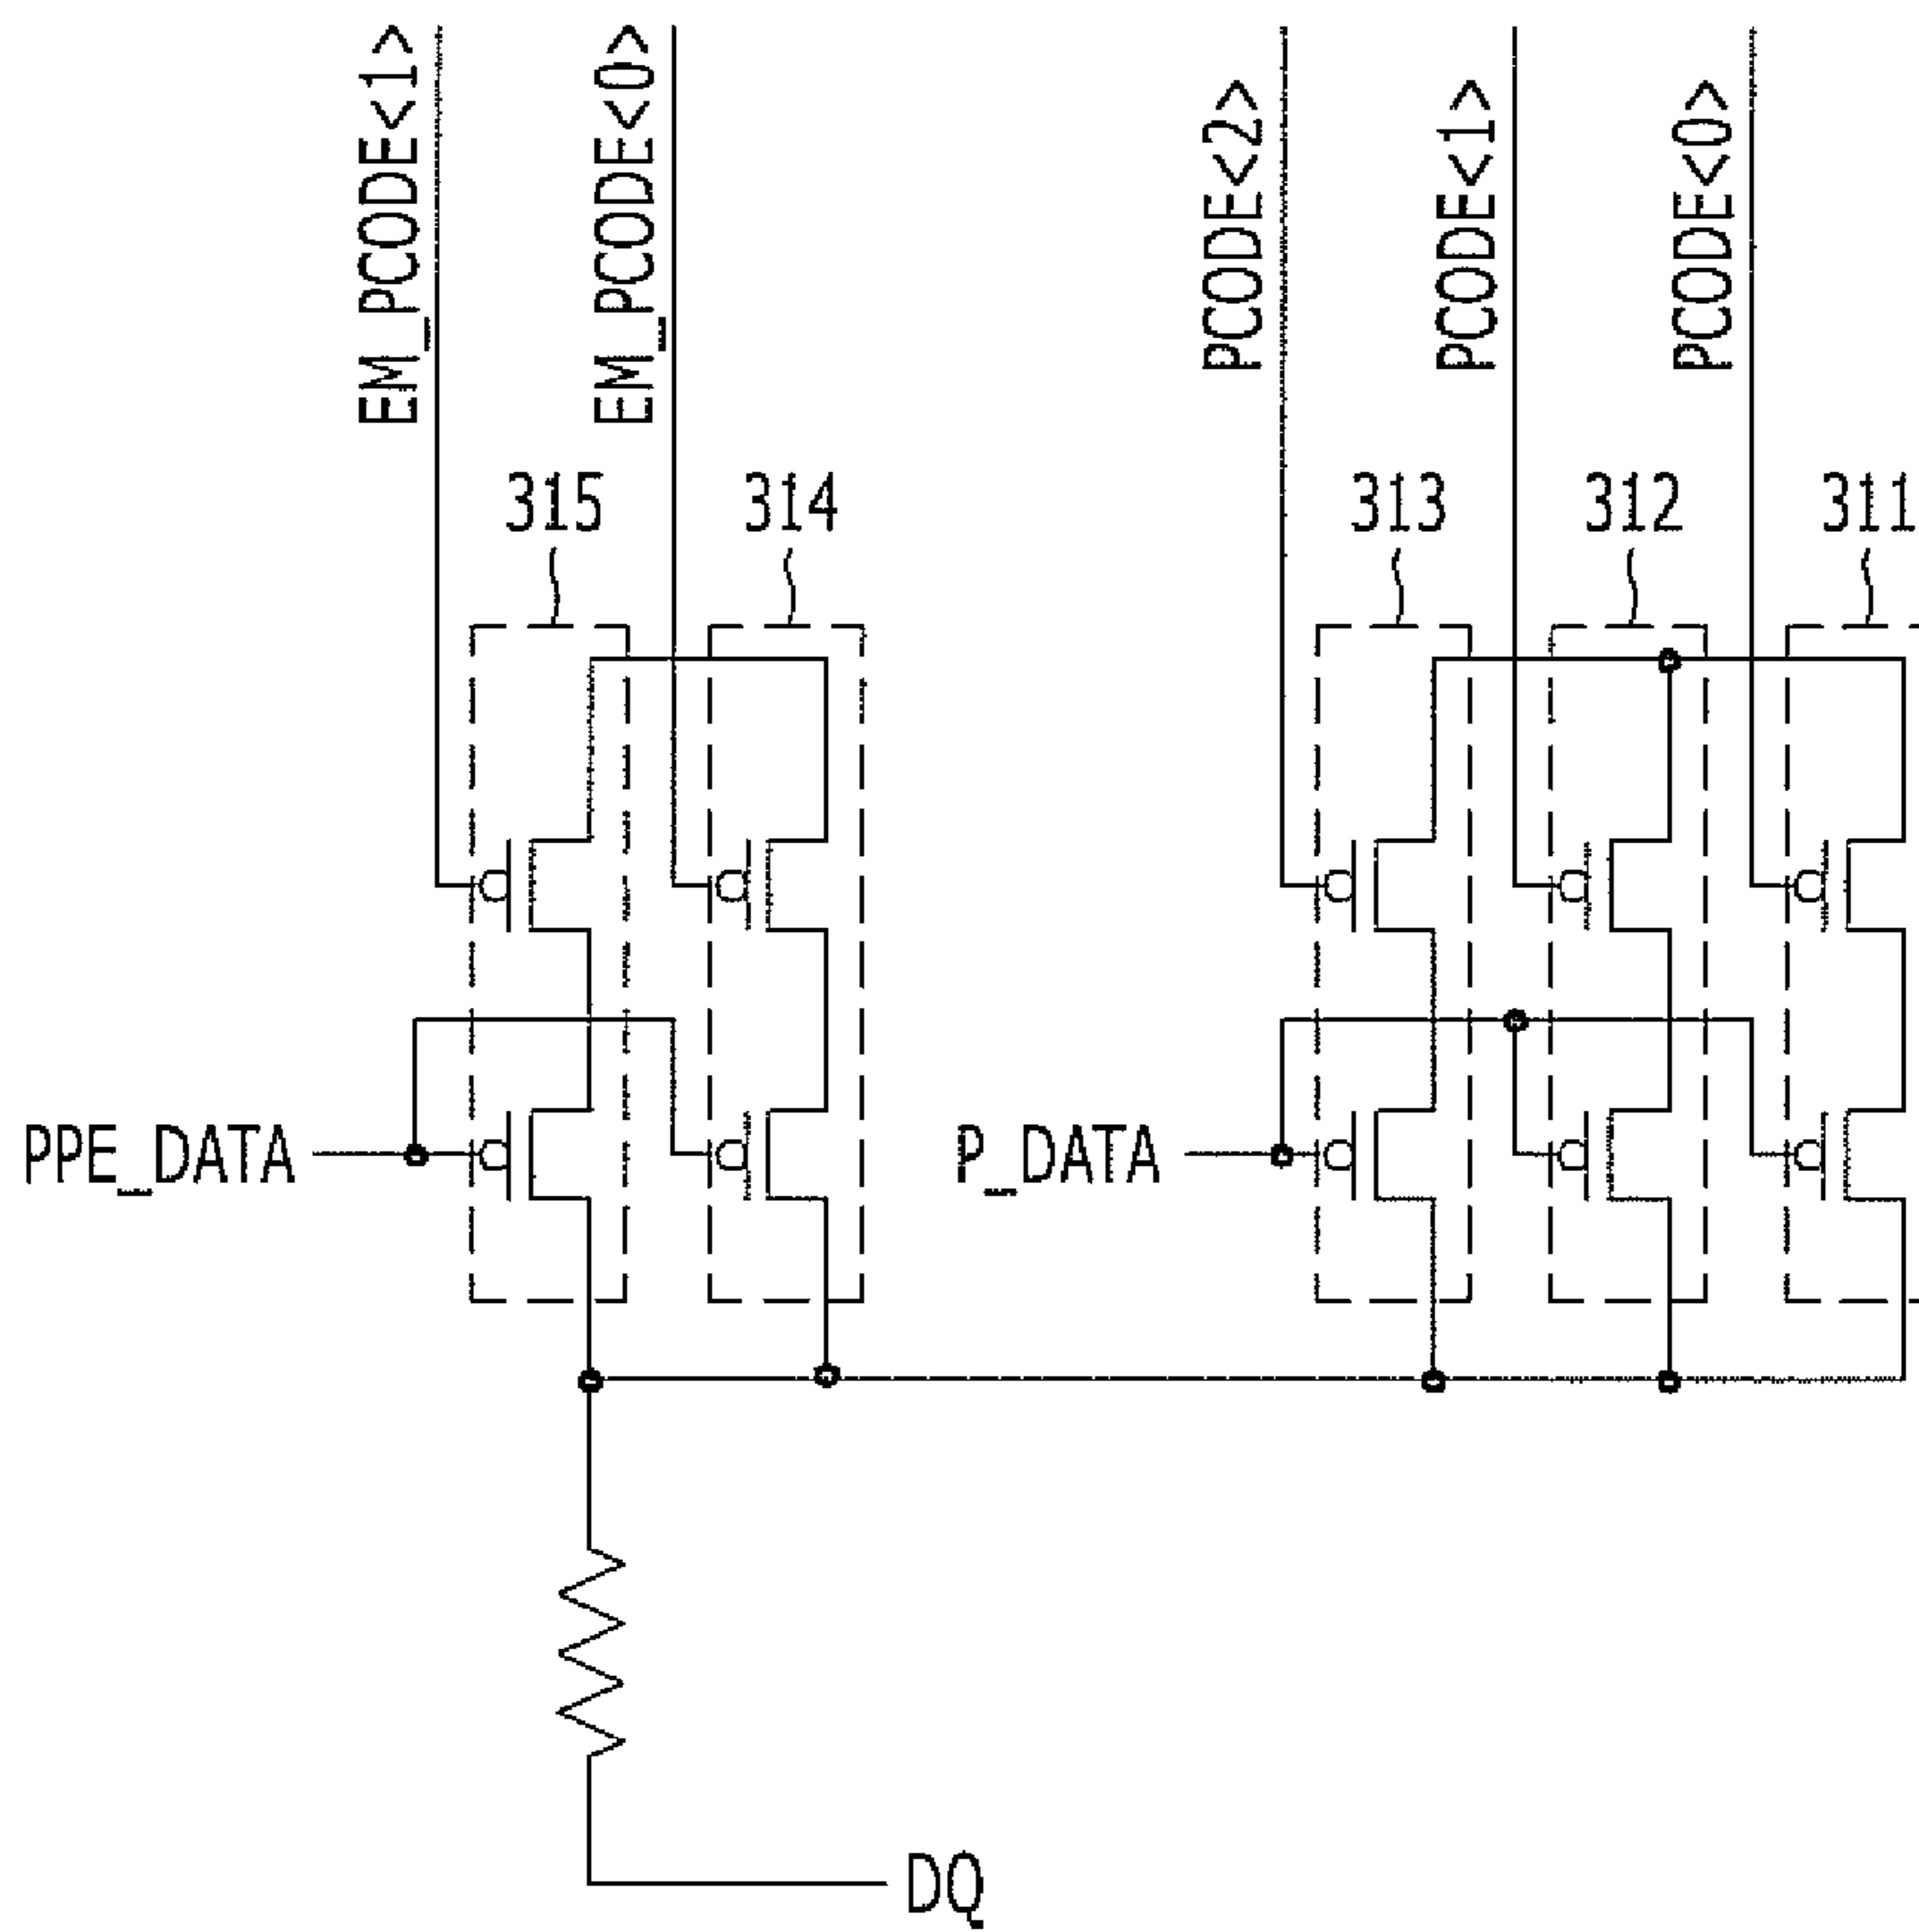 EM_PCODE<1>
EM_PCODE<0>
PCODE<2>
PCODE<1>
PCODE<0>
315
314
313
312
311
PPE_DATA
P_DATA
DQ